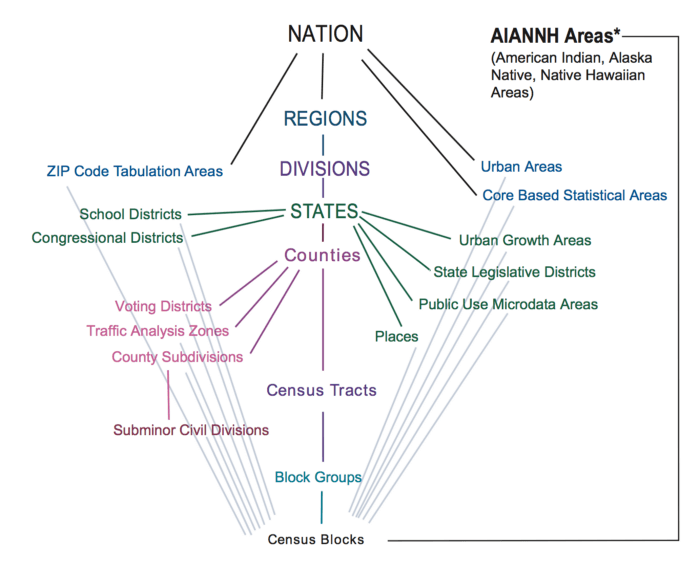 NATION
AIANNH Areas*
(American Indian, Alaska
Native, Native Hawaiian
Areas)
REGIONS
ZIP Code Tabulation Areas
DIVISIONS
Urban Areas
Core Based Statistical Areas
School Districts
STATES
Congressional Districts
Urban Growth Areas
Counties
State Legislative Districts
Voting Districts
Public Use Microdata Areas
Traffic Analysis Zones
Places
County Subdivisions
Census Tracts
Subminor Civil Divisions
Block Groups
Census Blocks